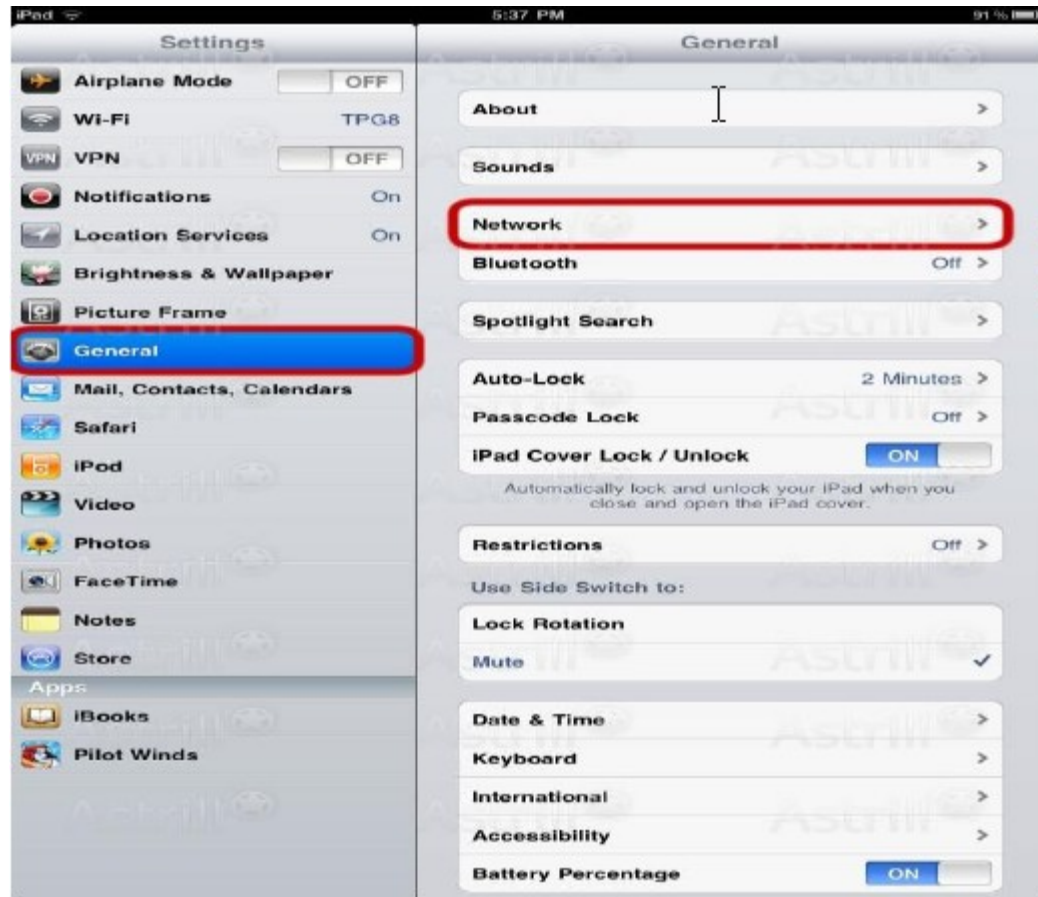 iPad 5:37 PM 91 %
Settings
General
Airplane Mode OFF
Wi-Fi TPG8
VPN VPN OFF
Notifications On
Location Services On
Brightness & Wallpaper
Picture Frame
General
Mail, Contacts, Calendars
Safari
iPod
Video
Photos
FaceTime
Notes
Store
Apps
iBooks
Pilot Winds
About >
Sounds >
Network >
Bluetooth Off >
Spotlight Search >
Auto-Lock 2 Minutes >
Passcode Lock Off >
iPad Cover Lock / Unlock ON
Automatically lock and unlock your iPad when you
close and open the iPad cover.
Restrictions Off >
Use Side Switch to:
Lock Rotation
Mute ✓
Date & Time >
Keyboard >
International >
Accessibility >
Battery Percentage ON
Astrill